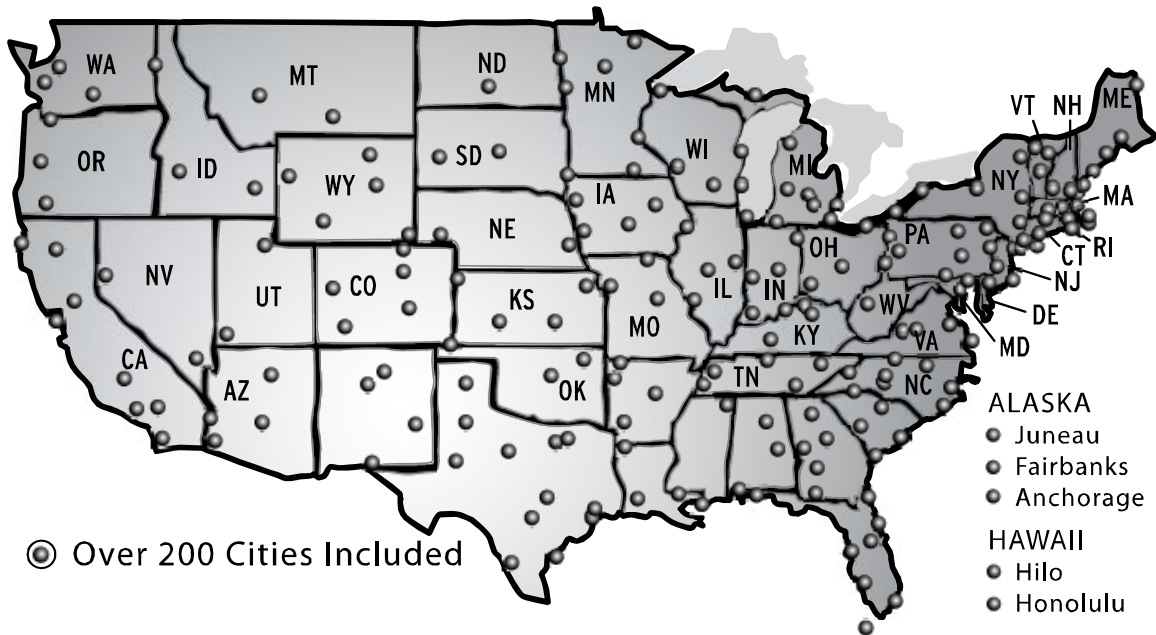 WA
MT
ND
MN
VT NH ME
OR
ID
WY
SD
WI
MI
NY
MA
IA
NE
PA
CT RI
NV
UT
CO
KS
IL
IN
OH
NJ
WV
DE
MO
KY
VA
MD
CA
AZ
OK
TN
NC
ALASKA
Juneau
Fairbanks
Anchorage
HAWAII
Hilo
Honolulu
Over 200 Cities Included